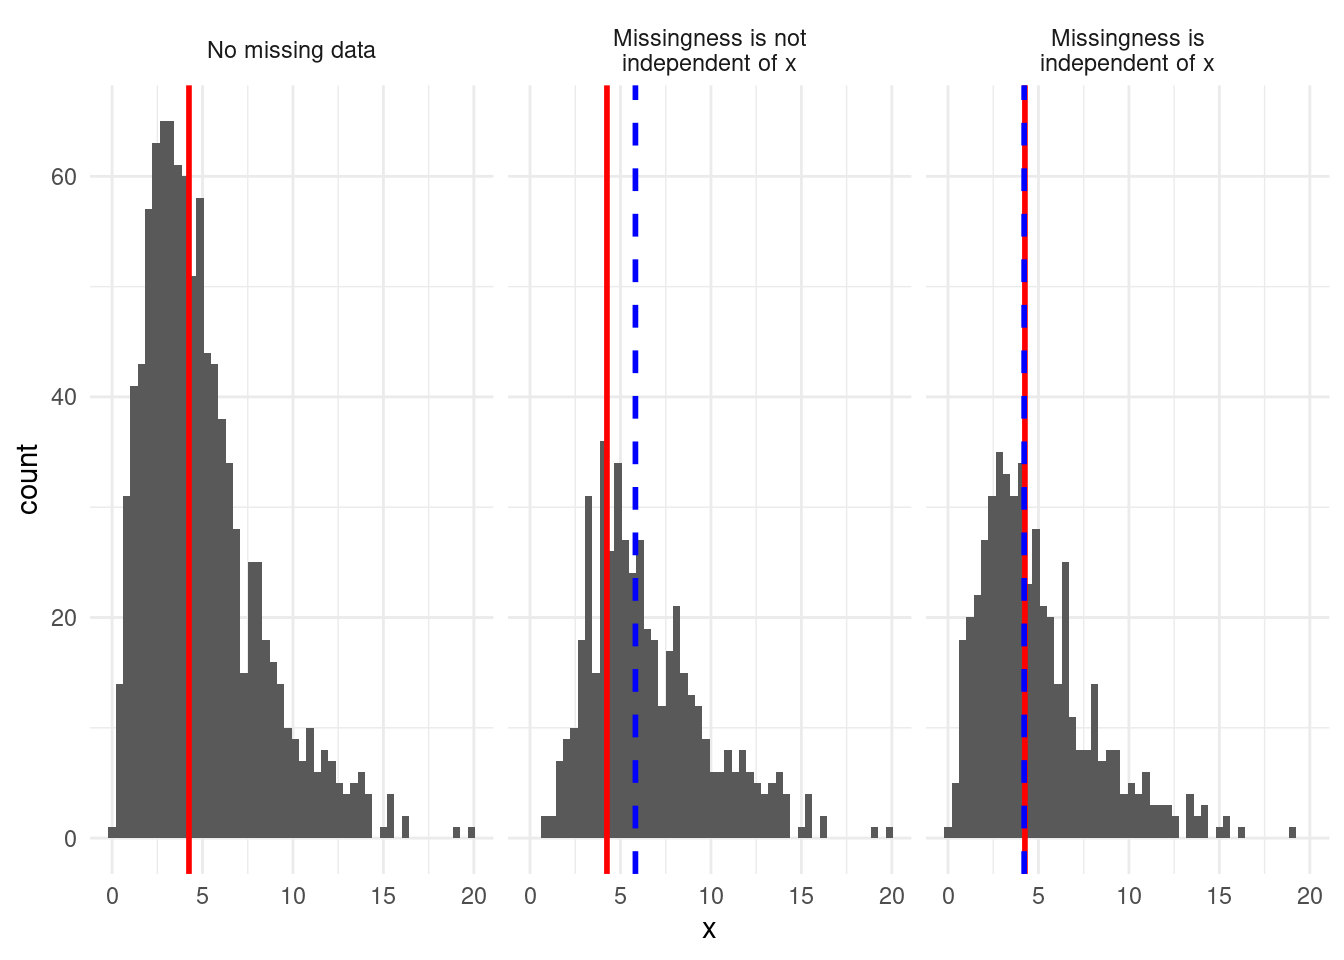 No missing data
Missingness is not
independent of x
Missingness is
independent of x
count
60
40
20
0
0 5 10 15 20
0 5 10 15 20
0 5 10 15 20
x